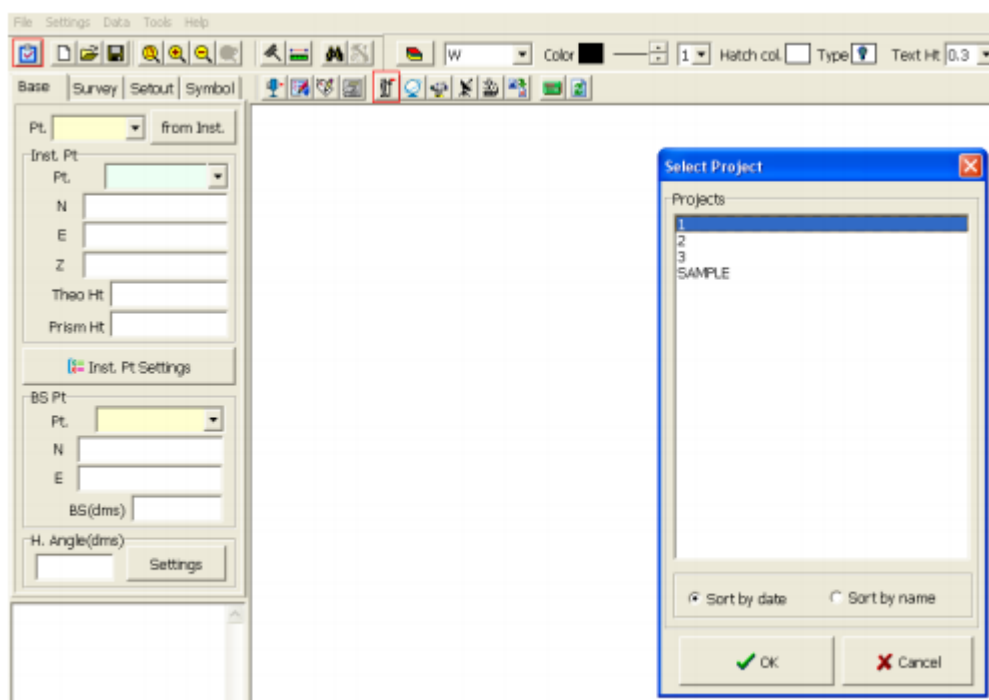 File Settings Data Tools Help
W Color 1 Hatch col. Type Text Ht 0.3
Base Survey Setout Symbol
Pt. from Inst.
Inst. Pt
Pt.
N
E
Z
Theo Ht
Prism Ht
Inst. Pt Settings
BS Pt
Pt.
N
E
BS(dms)
H. Angle(dms)
Settings
Select Project
Projects
1
2
3
SAMPLE
Sort by date Sort by name
OK Cancel